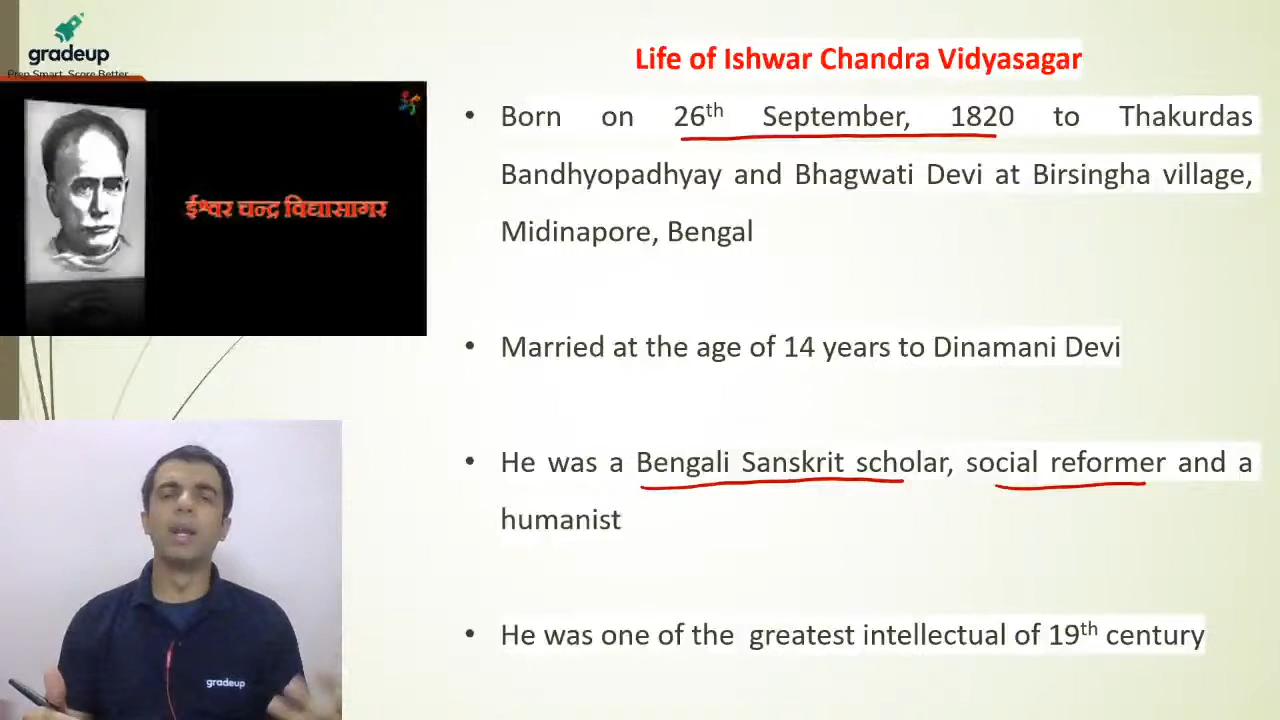 gradeup
Prep Smart. Score Better
ईश्वर चन्द्र विद्यासागर
Life of Ishwar Chandra Vidyasagar
• Born on 26th September, 1820 to Thakurdas
Bandhyopadhyay and Bhagwati Devi at Birsingha village,
Midinapore, Bengal
• Married at the age of 14 years to Dinamani Devi
• He was a Bengali Sanskrit scholar, social reformer and a
humanist
• He was one of the  greatest intellectual of 19th century
gradeup